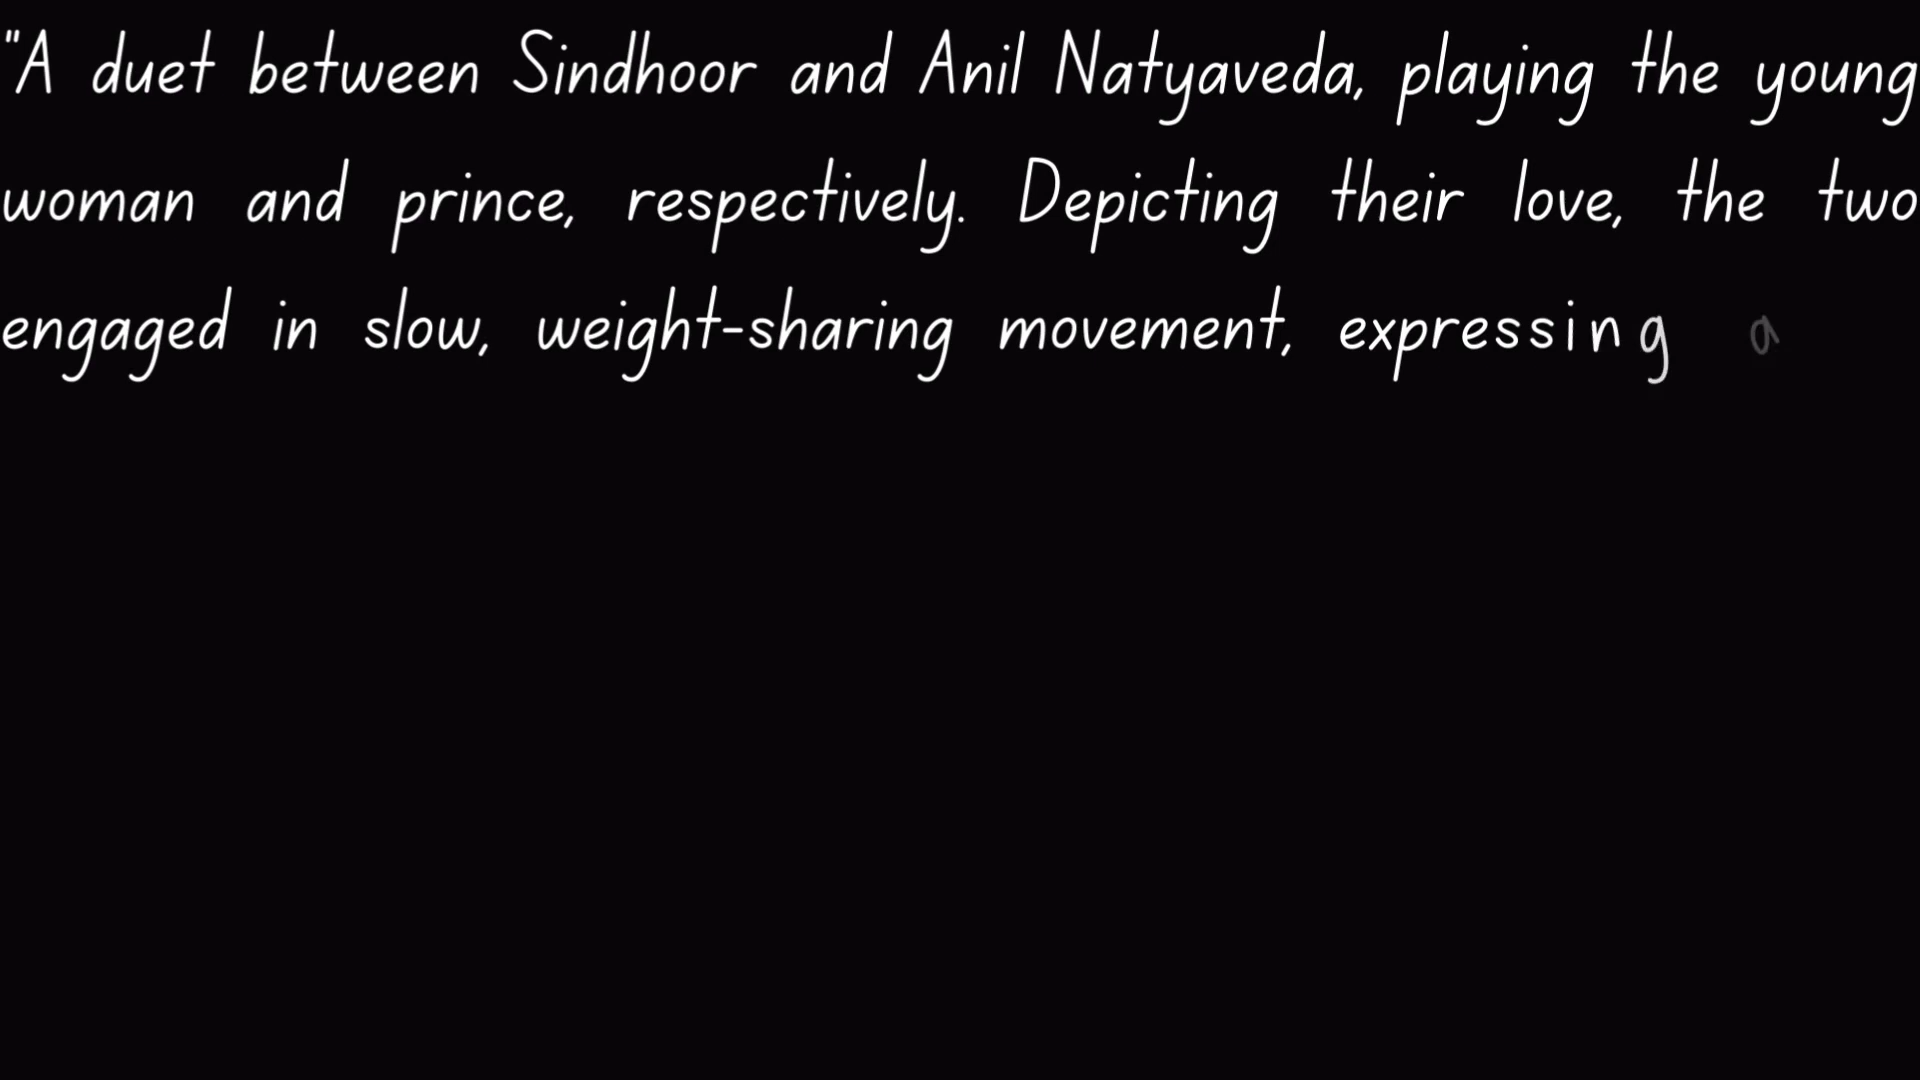 "A duet between Sindhoor and Anil Natyaveda, playing the young
woman and prince, respectively. Depicting their love, the two
engaged in slow, weight-sharing movement, expressing a